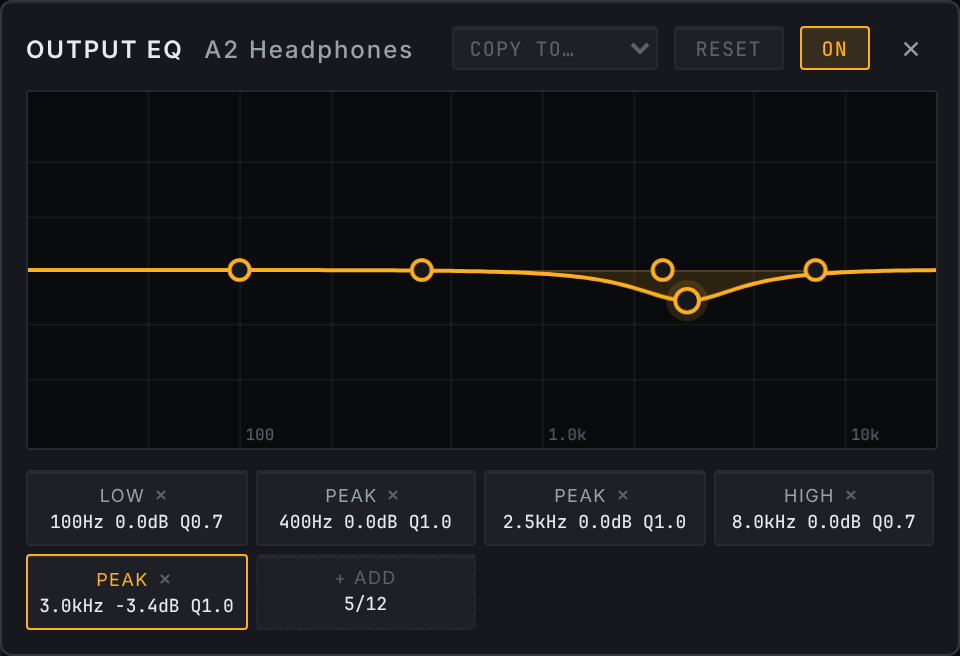 OUTPUT EQ A2 Headphones COPY TO… RESET ON ×
100 1.0k 10k
LOW ×
100Hz 0.0dB Q0.7
PEAK ×
400Hz 0.0dB Q1.0
PEAK ×
2.5kHz 0.0dB Q1.0
HIGH ×
8.0kHz 0.0dB Q0.7
PEAK ×
3.0kHz -3.4dB Q1.0
+ ADD
5/12